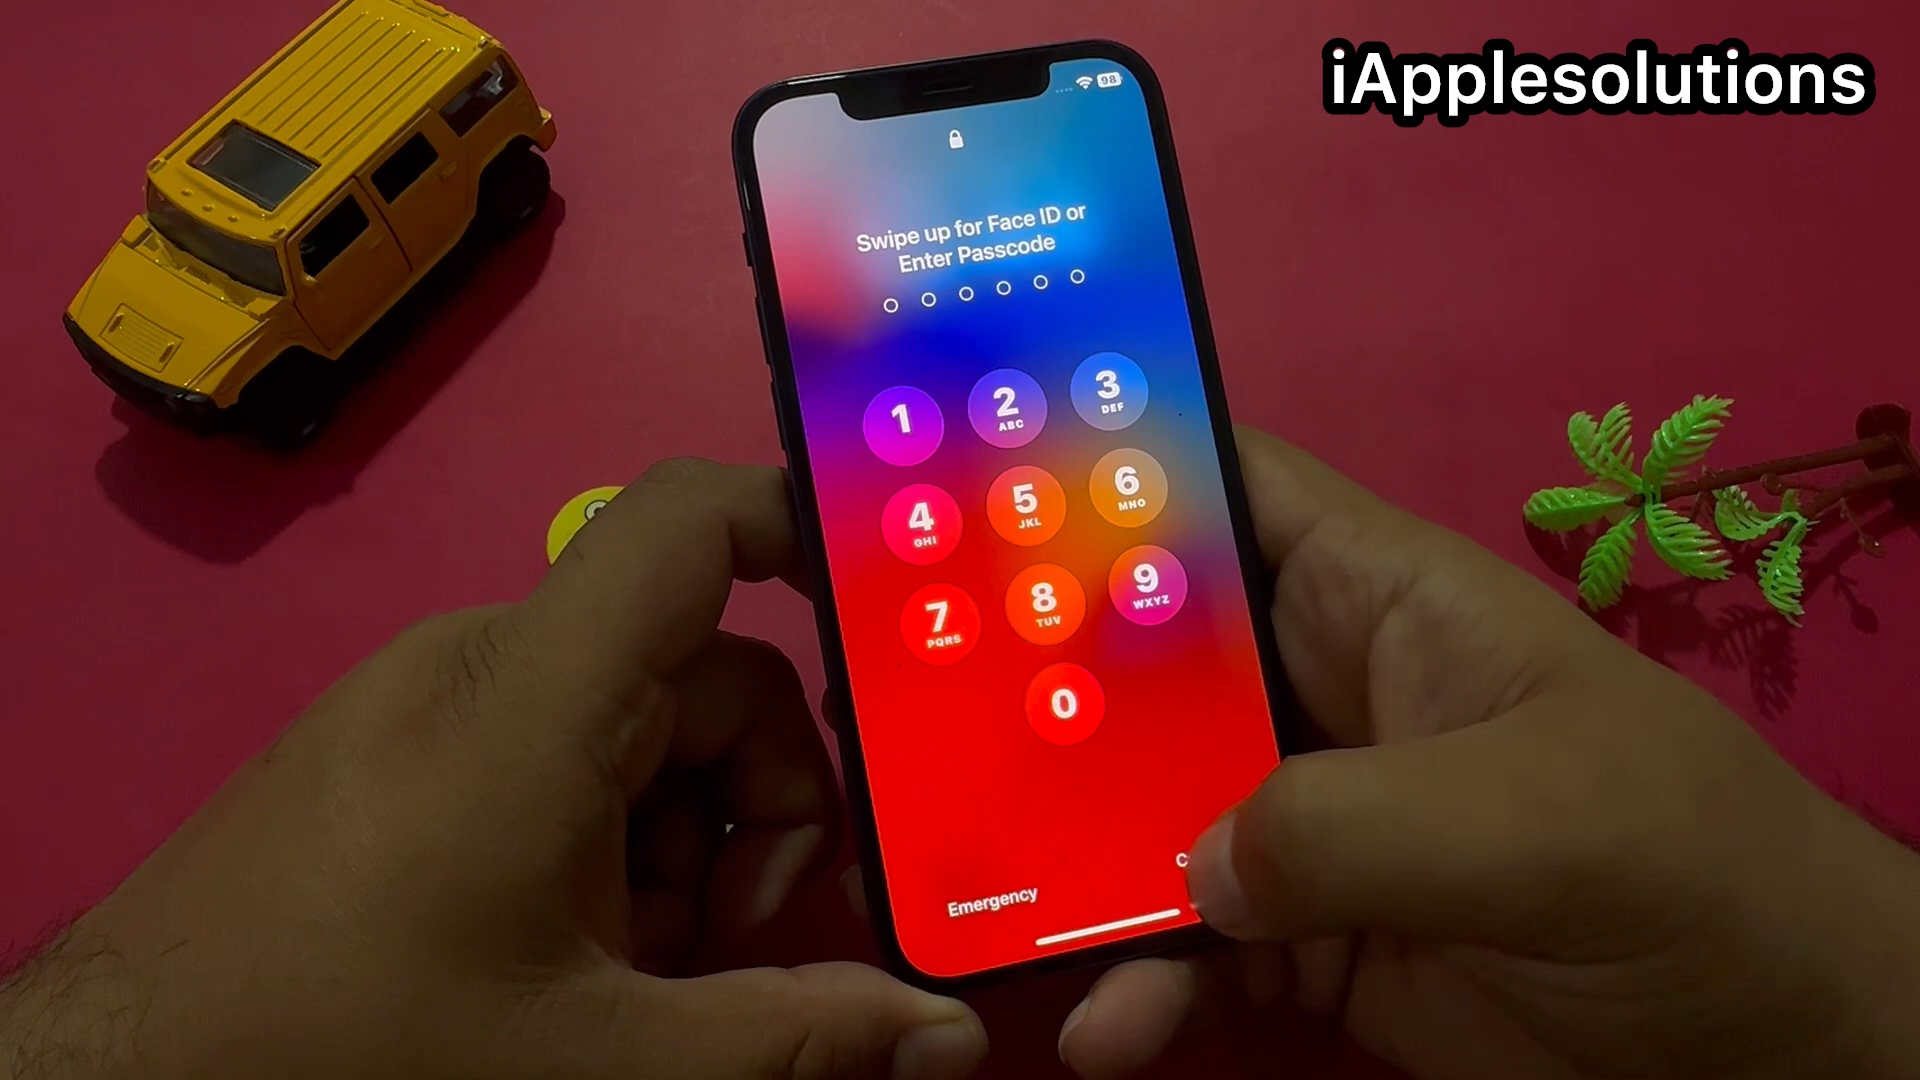 iApplesolutions
98
Swipe up for Face ID or
Enter Passcode
1
2
ABC
3
DEF
4
GHI
5
JKL
6
MNO
7
PQRS
8
TUV
9
WXYZ
0
Emergency